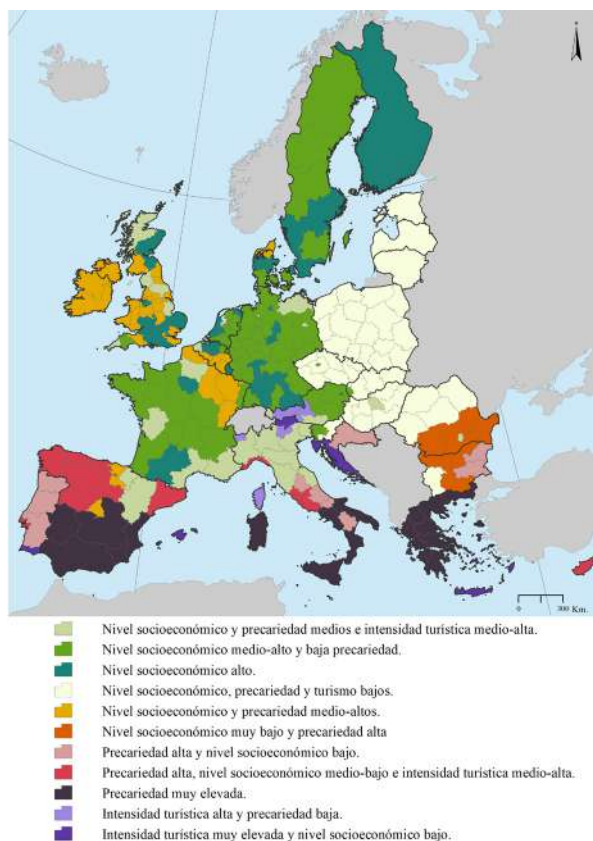 0 300 Km.
Nivel socioeconómico y precariedad medios e intensidad turística medio-alta.
Nivel socioeconómico medio-alto y baja precariedad.
Nivel socioeconómico alto.
Nivel socioeconómico, precariedad y turismo bajos.
Nivel socioeconómico y precariedad medio-altos.
Nivel socioeconómico muy bajo y precariedad alta
Precariedad alta y nivel socioeconómico bajo.
Precariedad alta, nivel socioeconómico medio-bajo e intensidad turística medio-alta.
Precariedad muy elevada.
Intensidad turística alta y precariedad baja.
Intensidad turística muy elevada y nivel socioeconómico bajo.